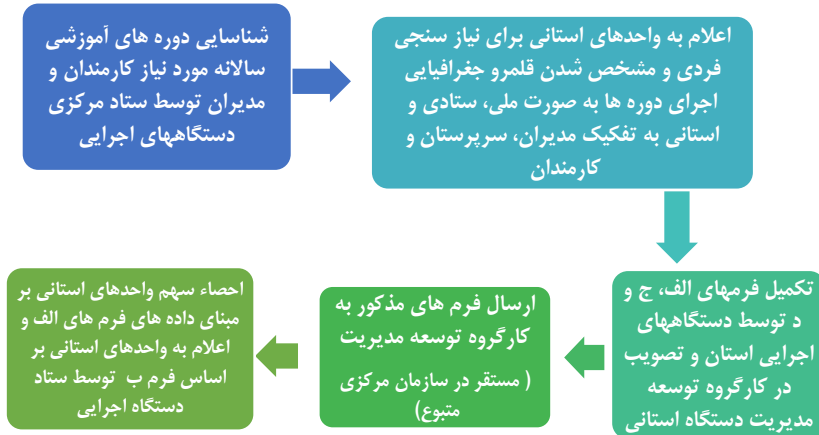 شناسایی دوره های آموزشی
سالانه مورد نیاز کارمندان و
مدیران توسط ستاد مرکزی
دستگاههای اجرایی
اعلام به واحدهای استانی برای نیاز سنجی
فردی و مشخص شدن قلمرو جغرافیایی
اجرای دوره ها به صورت ملی، ستادی و
استانی به تفکیک مدیران، سرپرستان و
کارمندان
تکمیل فرمهای الف، ج و
د توسط دستگاههای
اجرایی استان و تصویب
در کارگروه توسعه
مدیریت دستگاه استانی
ارسال فرم های مذکور به
کارگروه توسعه مدیریت
( مستقر در سازمان مرکزی
متبوع)
احصاء سهم واحدهای استانی بر
مبنای داده های فرم های الف و
اعلام به واحدهای استانی بر
اساس فرم ب توسط ستاد
دستگاه اجرایی